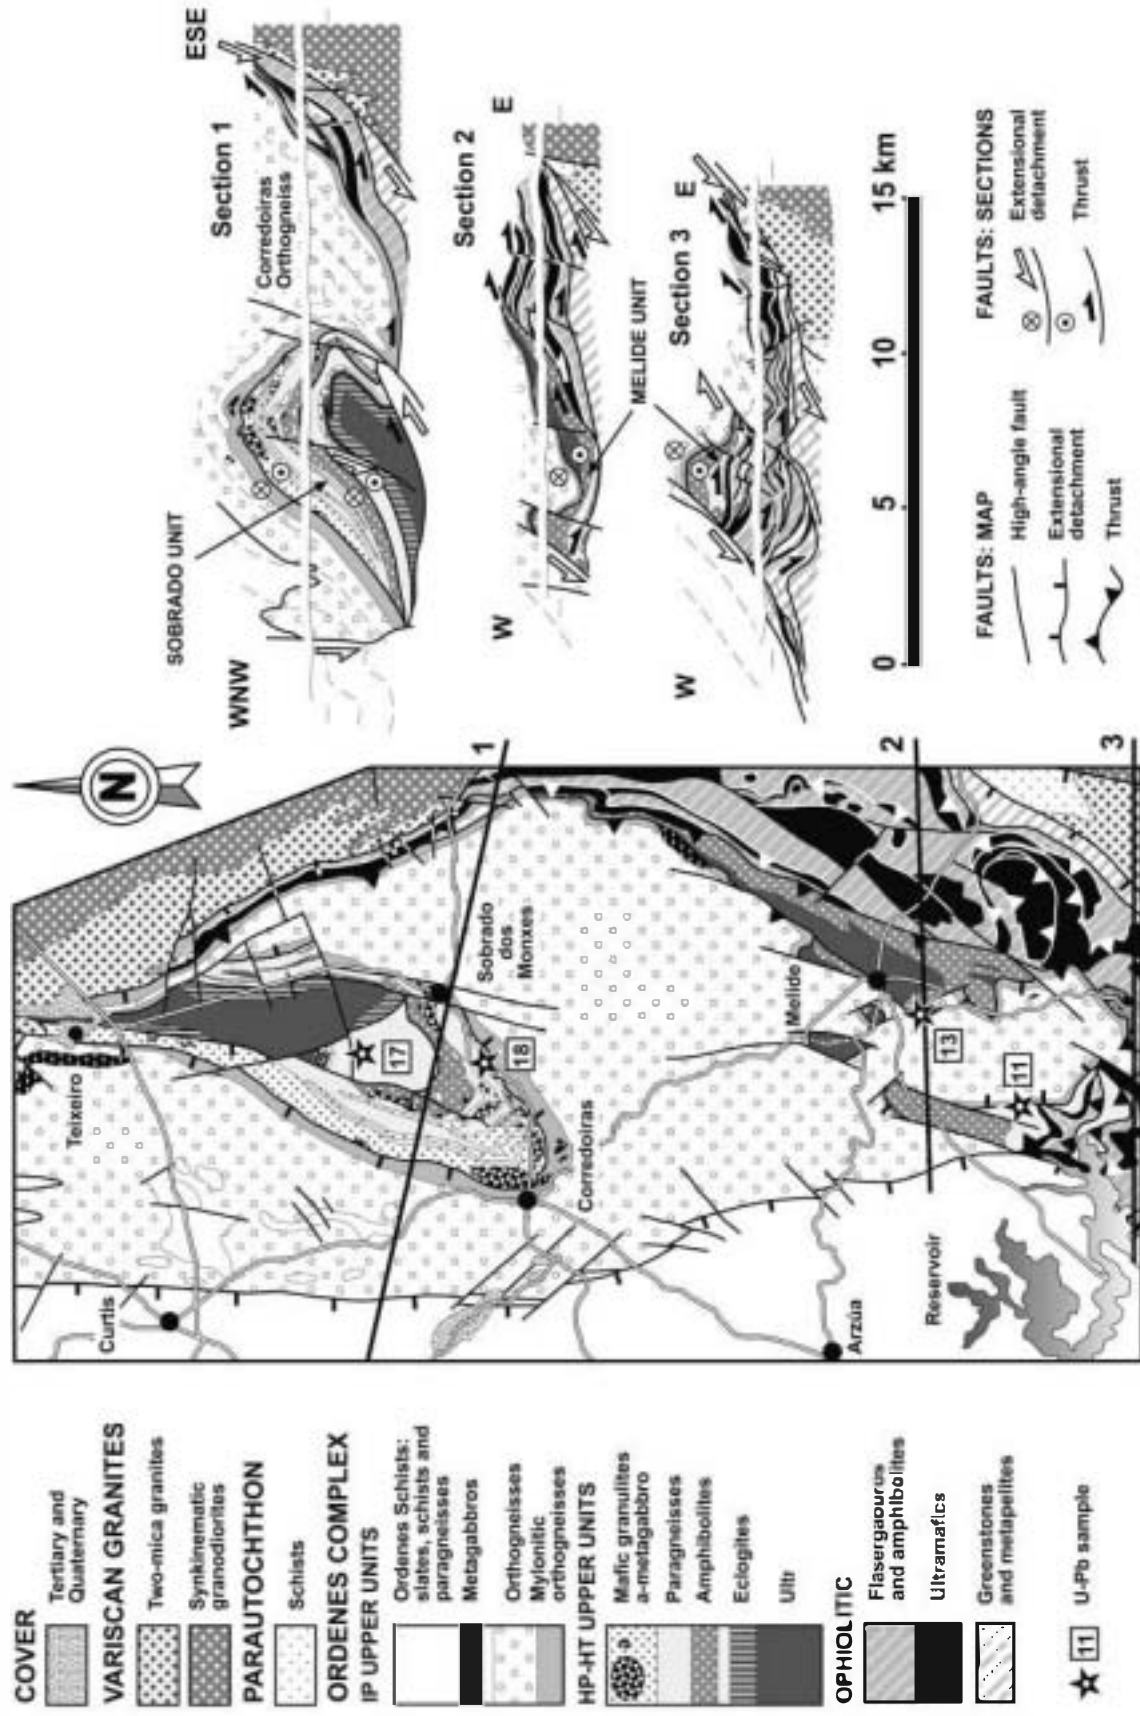 COVER
Tertiary and
Quaternary
VARISCAN GRANITES
Two-mica granites
Synkinematic
granodiorites
PARAUTOCHTHON
Schists
ORDENES COMPLEX
IP UPPER UNITS
Ordenes Schists:
slates, schists and
paragneisses
Metagabbros
Orthogneisses
Mylonitic
orthogneisses
HP-HT UPPER UNITS
Mafic granulites
a-metagabbro
a
Paragneisses
Amphibolites
Eclogites
Ultr
OPHIOLITIC
Flasergabbros
and amphibolites
Ultramafics
Greenstones
and metapelites
11
U-Pb sample
N
Teixeiro
Curtis
Sobrado
dos
Monxes
Corredoiras
Melide
Arzúa
Reservoir
17
18
13
11
1
2
3
WNW
SOBRADO UNIT
Section 1
Corredoiras
Orthogneiss
ESE
W
Section 2
E
MELIDE UNIT
W
Section 3
E
0
5
10
15 km
FAULTS: MAP
High-angle fault
Extensional
detachment
Thrust
FAULTS: SECTIONS
Extensional
detachment
Thrust